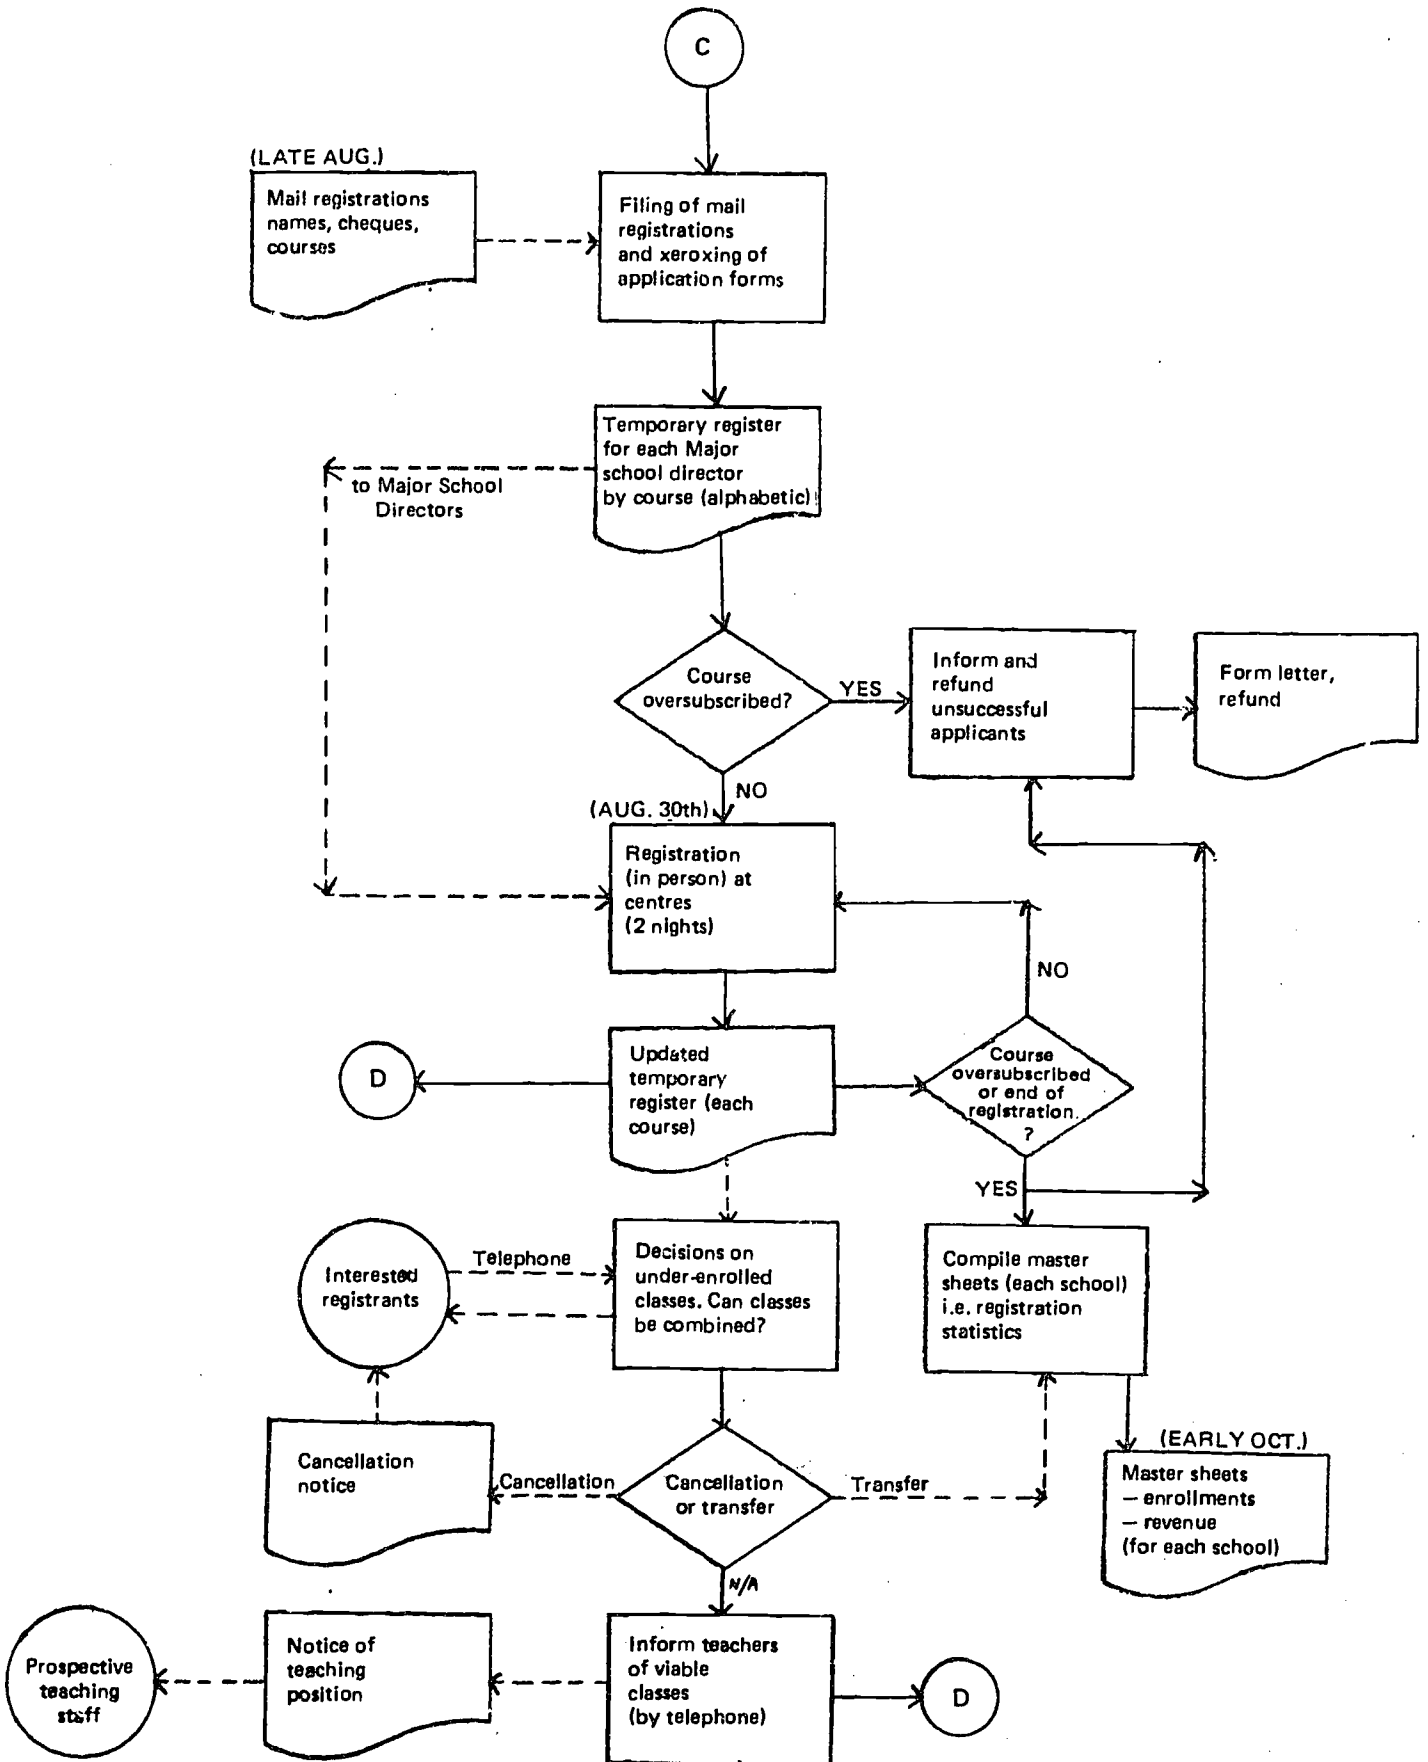 C
(LATE AUG.)
Mail registrations
names, cheques,
courses
Filing of mail
registrations
and xeroxing of
application forms
Temporary register
for each Major
school director
by course (alphabetic)
to Major School
Directors
Course
oversubscribed?
YES
Inform and
refund
unsuccessful
applicants
Form letter,
refund
NO
(AUG. 30th)
Registration
(in person) at
centres
(2 nights)
NO
D
Updated
temporary
register (each
course)
Course
oversubscribed
or end of
registration.
?
YES
Interested
registrants
Telephone
Decisions on
under-enrolled
classes. Can classes
be combined?
Compile master
sheets (each school)
i.e. registration
statistics
Cancellation
notice
Cancellation
Cancellation
or transfer
Transfer
(EARLY OCT.)
Master sheets
— enrollments
— revenue
(for each school)
N/A
Prospective
teaching
staff
Notice of
teaching
position
Inform teachers
of viable
classes
(by telephone)
D